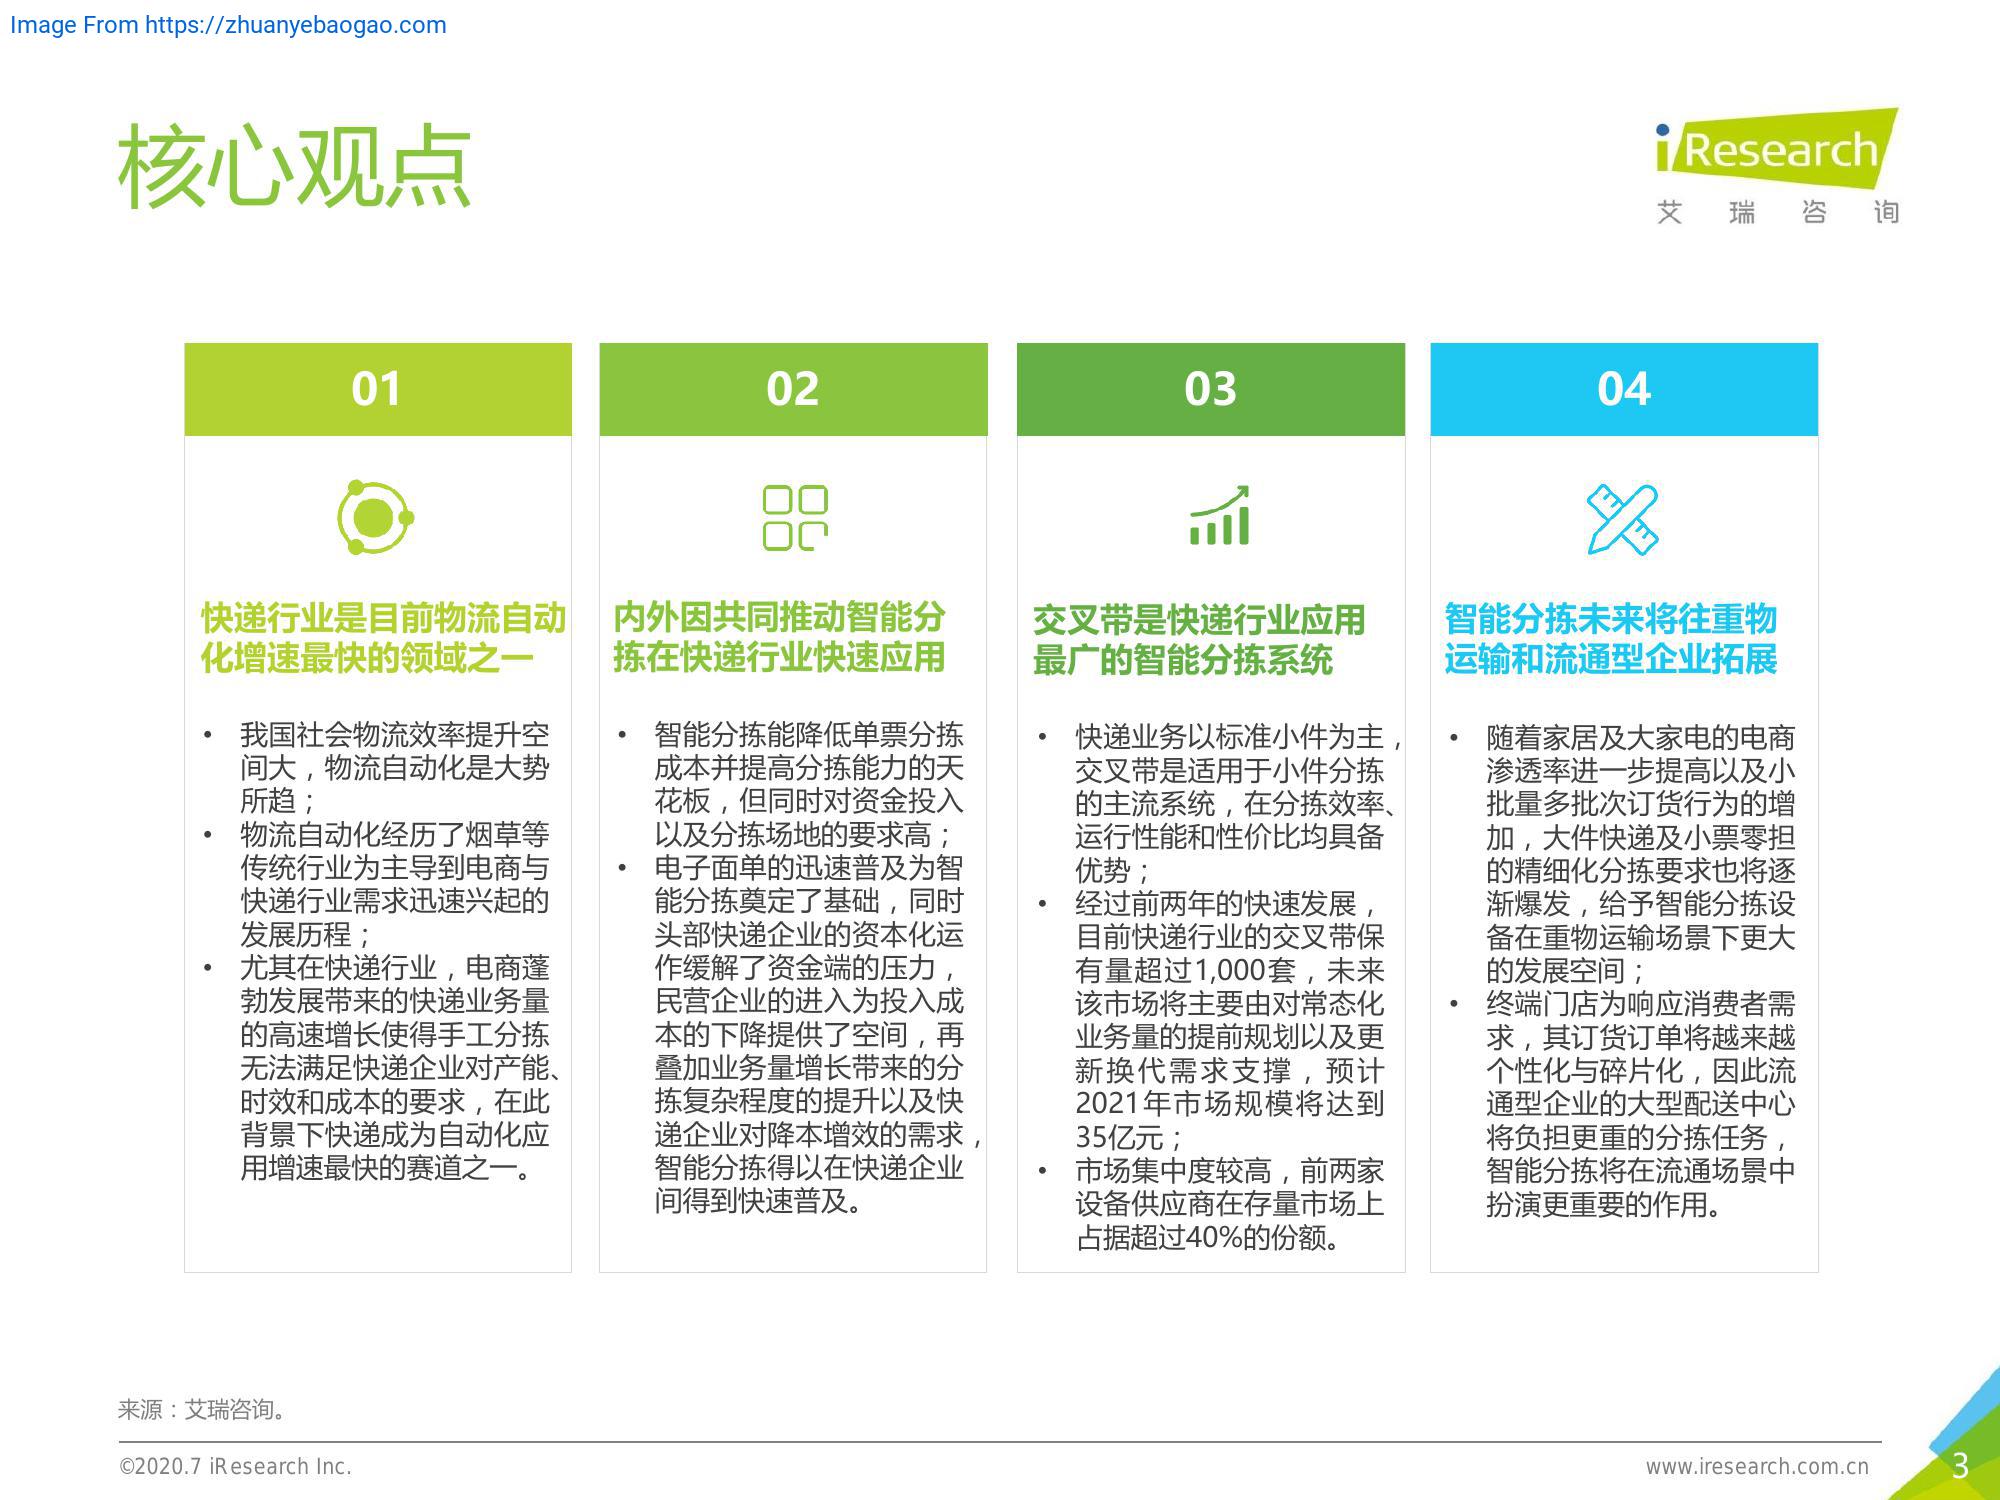 Image From https://zhuanyebaogao.com
核心观点
iResearch
艾瑞咨询
01
快递行业是目前物流自动
化增速最快的领域之一
• 我国社会物流效率提升空
间大，物流自动化是大势
所趋；
• 物流自动化经历了烟草等
传统行业为主导到电商与
快递行业需求迅速兴起的
发展历程；
• 尤其在快递行业，电商蓬
勃发展带来的快递业务量
的高速增长使得手工分拣
无法满足快递企业对产能、
时效和成本的要求，在此
背景下快递成为自动化应
用增速最快的赛道之一。
02
内外因共同推动智能分
拣在快递行业快速应用
• 智能分拣能降低单票分拣
成本并提高分拣能力的天
花板，但同时对资金投入
以及分拣场地的要求高；
• 电子面单的迅速普及为智
能分拣奠定了基础，同时
头部快递企业的资本化运
作缓解了资金端的压力，
民营企业的进入为投入成
本的下降提供了空间，再
叠加业务量增长带来的分
拣复杂程度的提升以及快
递企业对降本增效的需求，
智能分拣得以在快递企业
间得到快速普及。
03
交叉带是快递行业应用
最广的智能分拣系统
• 快递业务以标准小件为主，
交叉带是适用于小件分拣
的主流系统，在分拣效率、
运行性能和性价比均具备
优势；
• 经过前两年的快速发展，
目前快递行业的交叉带保
有量超过1,000套，未来
该市场将主要由对常态化
业务量的提前规划以及更
新换代需求支撑，预计
2021年市场规模将达到
35亿元；
• 市场集中度较高，前两家
设备供应商在存量市场上
占据超过40%的份额。
04
智能分拣未来将往重物
运输和流通型企业拓展
• 随着家居及大家电的电商
渗透率进一步提高以及小
批量多批次订货行为的增
加，大件快递及小票零担
的精细化分拣要求也将逐
渐爆发，给予智能分拣设
备在重物运输场景下更大
的发展空间；
• 终端门店为响应消费者需
求，其订货订单将越来越
个性化与碎片化，因此流
通型企业的大型配送中心
将负担更重的分拣任务，
智能分拣将在流通场景中
扮演更重要的作用。
来源：艾瑞咨询。
©2020.7 iResearch Inc.
www.iresearch.com.cn
3